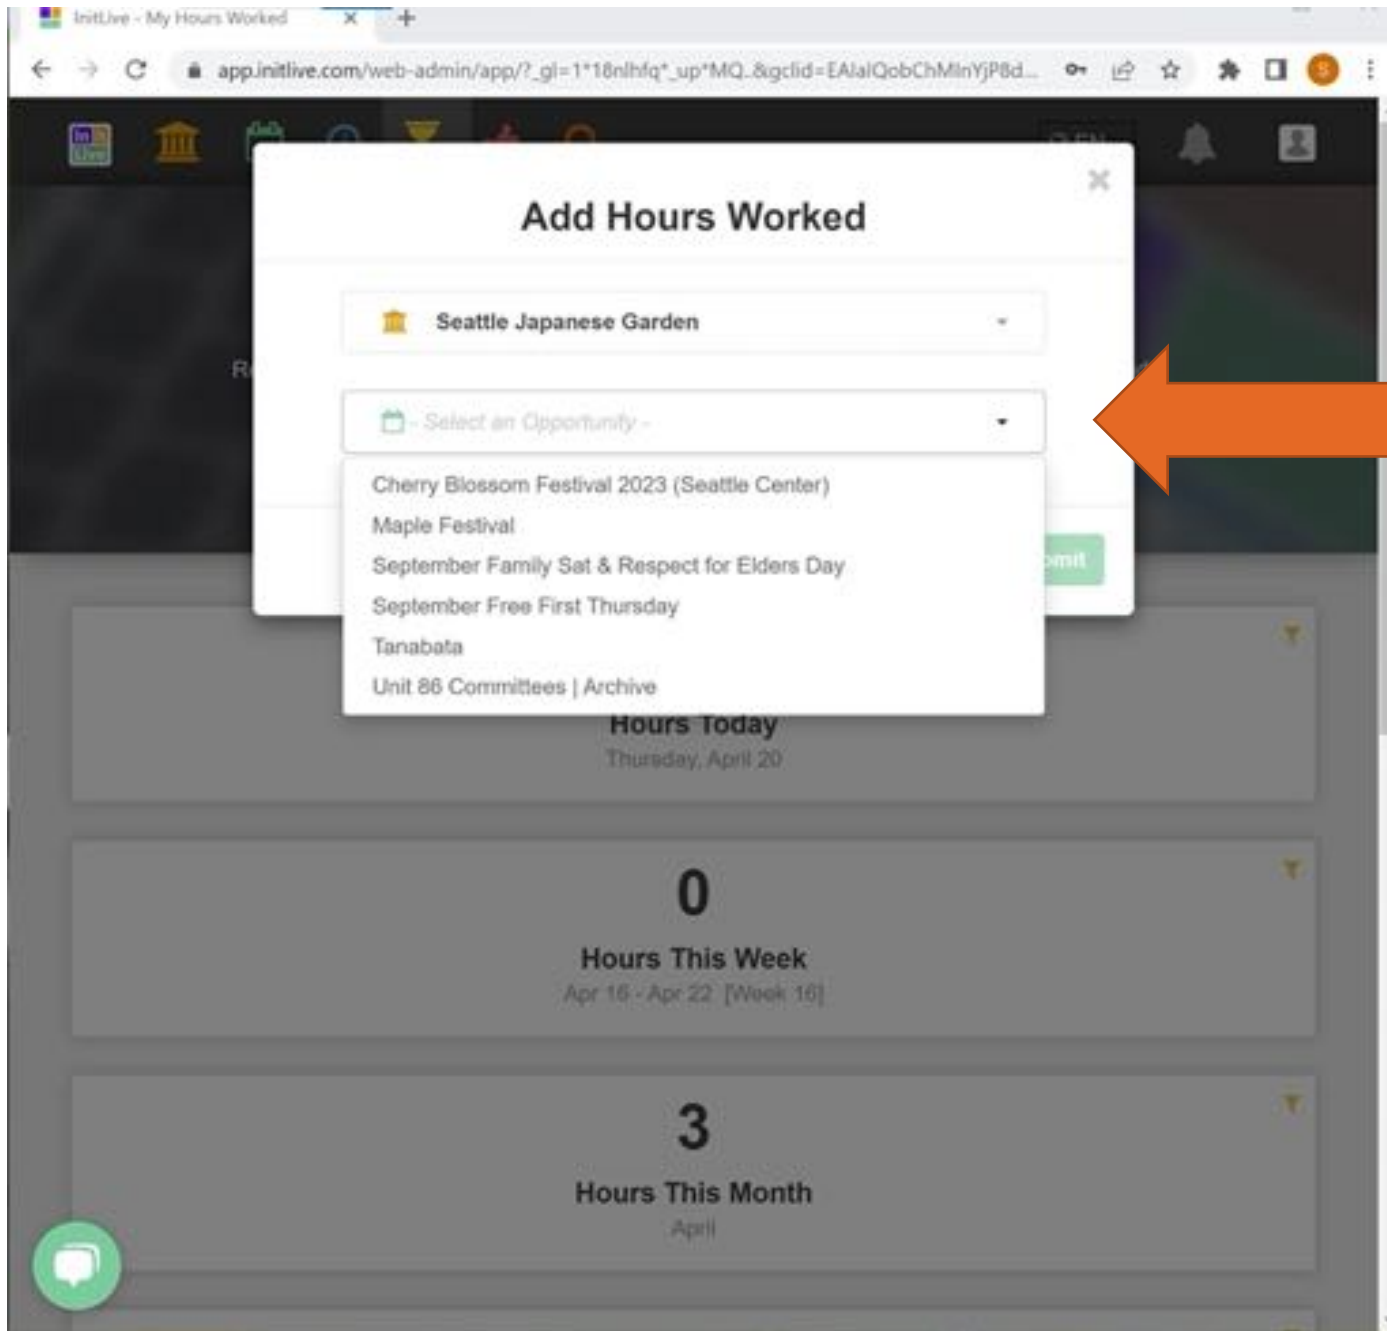 InitLive - My Hours Worked
app.initlive.com/web-admin/app/?_gl=1*18nlhfq*_up*MQ..&gclid=EAIaIQobChMInYjP8d...
S
In
Live
EN
Add Hours Worked
Seattle Japanese Garden
- Select an Opportunity -
Cherry Blossom Festival 2023 (Seattle Center)
Maple Festival
September Family Sat & Respect for Elders Day
September Free First Thursday
Tanabata
Unit 86 Committees | Archive
Hours Today
Thursday, April 20
0
Hours This Week
Apr 16 - Apr 22 [Week 16]
3
Hours This Month
April